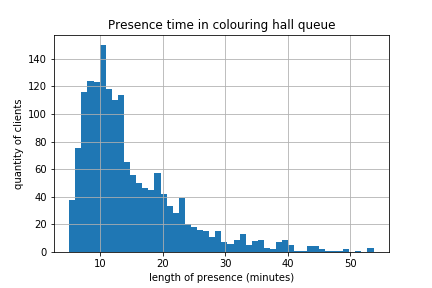 Presence time in colouring hall queue
quantity of clients
140
120
100
80
60
40
20
0
10 20 30 40 50
length of presence (minutes)